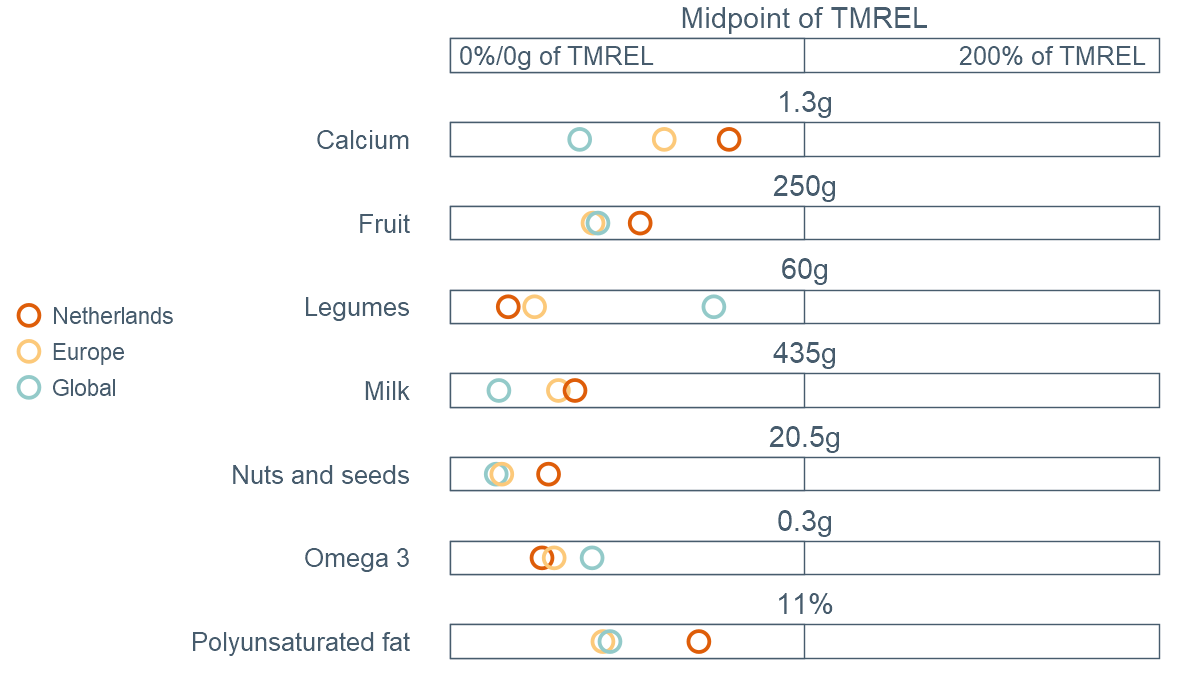 Midpoint of TMREL
0%/0g of TMREL
200% of TMREL
1.3g
Calcium
250g
Fruit
60g
Legumes
Netherlands
Europe
Global
435g
Milk
20.5g
Nuts and seeds
0.3g
Omega 3
11%
Polyunsaturated fat